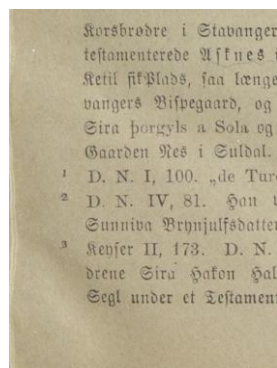 Korsbrødre i Stavanger
testamenterede Asknes i
Ketil fik Plads, saa længe
vangers Bispegaard, og
Sira þorgyls a Sola og
Gaarden Nes i Suldal.
¹ D. N. I, 100. „de Tur
² D. N. IV, 81. Han
Sunniva Brynjulfsdatter
³ Keyser II, 173. D. N.
drene Sira Hakon Hal
Segl under et Testament